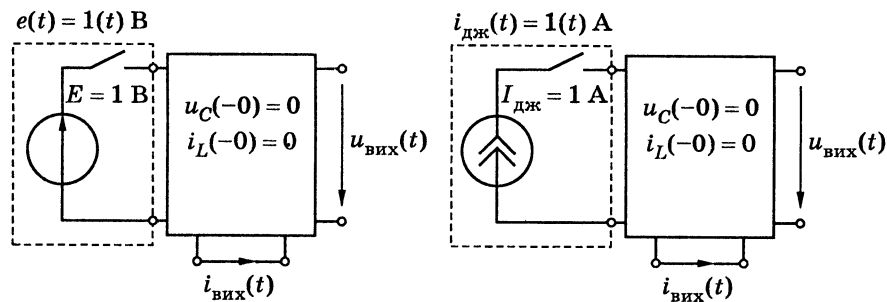 e(t) = 1(t) В
E = 1 В
u_C(−0) = 0
i_L(−0) = 0
u_вих(t)
i_вих(t)
i_дж(t) = 1(t) А
I_дж = 1 А
u_C(−0) = 0
i_L(−0) = 0
u_вих(t)
i_вих(t)